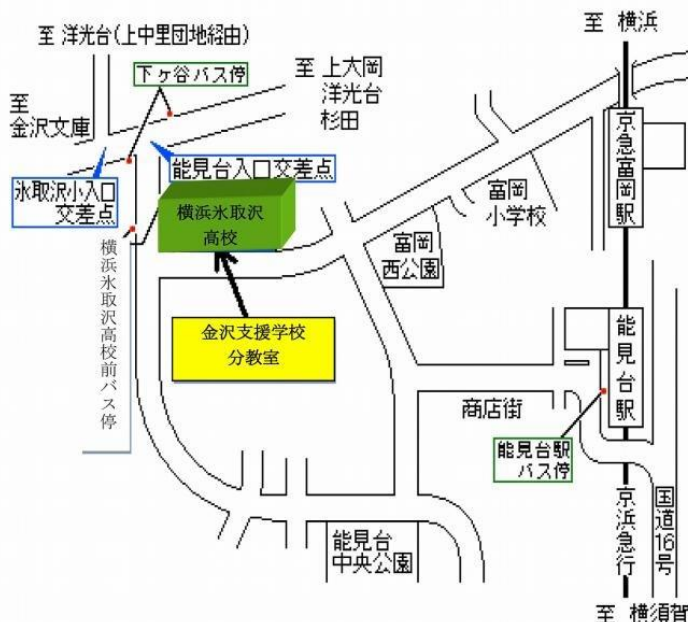 至 洋光台(上中里団地経由)
至 横浜
下ヶ谷バス停
至 上大岡
洋光台
杉田
至
金沢文庫
京急富岡駅
氷取沢小入口
交差点
能見台入口交差点
横浜氷取沢
高校
富岡
小学校
富岡
西公園
横浜氷取沢高校前バス停
金沢支援学校
分教室
能見台駅
商店街
能見台駅
バス停
能見台
中央公園
京浜急行
国道16号
至 横須賀